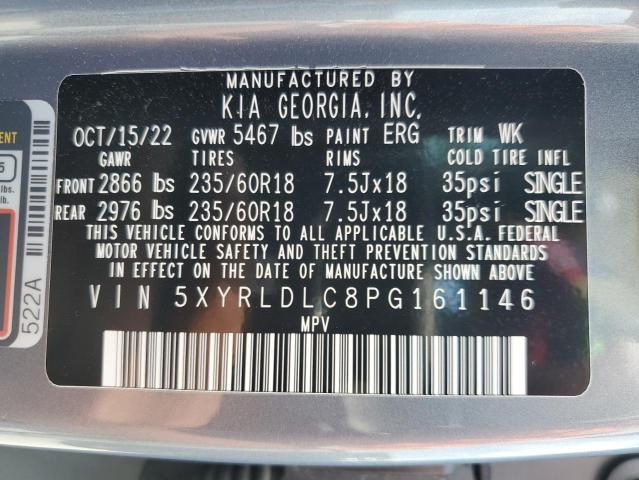 MANUFACTURED BY
KIA GEORGIA, INC.
OCT/15/22 GVWR 5467 lbs PAINT ERG TRIM WK
GAWR TIRES RIMS COLD TIRE INFL
FRONT 2866 lbs 235/60R18 7.5Jx18 35psi SINGLE
REAR 2976 lbs 235/60R18 7.5Jx18 35psi SINGLE
THIS VEHICLE CONFORMS TO ALL APPLICABLE U.S.A. FEDERAL
MOTOR VEHICLE SAFETY AND THEFT PREVENTION STANDARDS
IN EFFECT ON THE DATE OF MANUFACTURE SHOWN ABOVE
VIN 5XYRLDLC8PG161146
MPV
5
lbs.
lbs.
522A